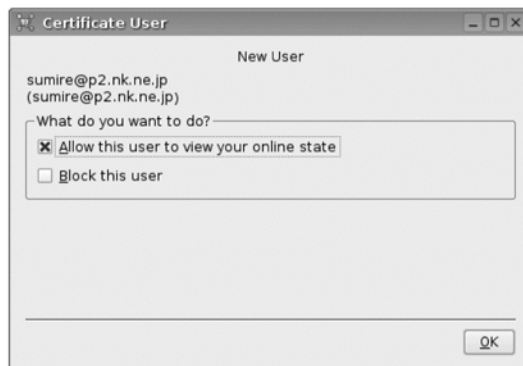 Certificate User
New User
sumire@p2.nk.ne.jp
(sumire@p2.nk.ne.jp)
What do you want to do?
Allow this user to view your online state
Block this user
OK